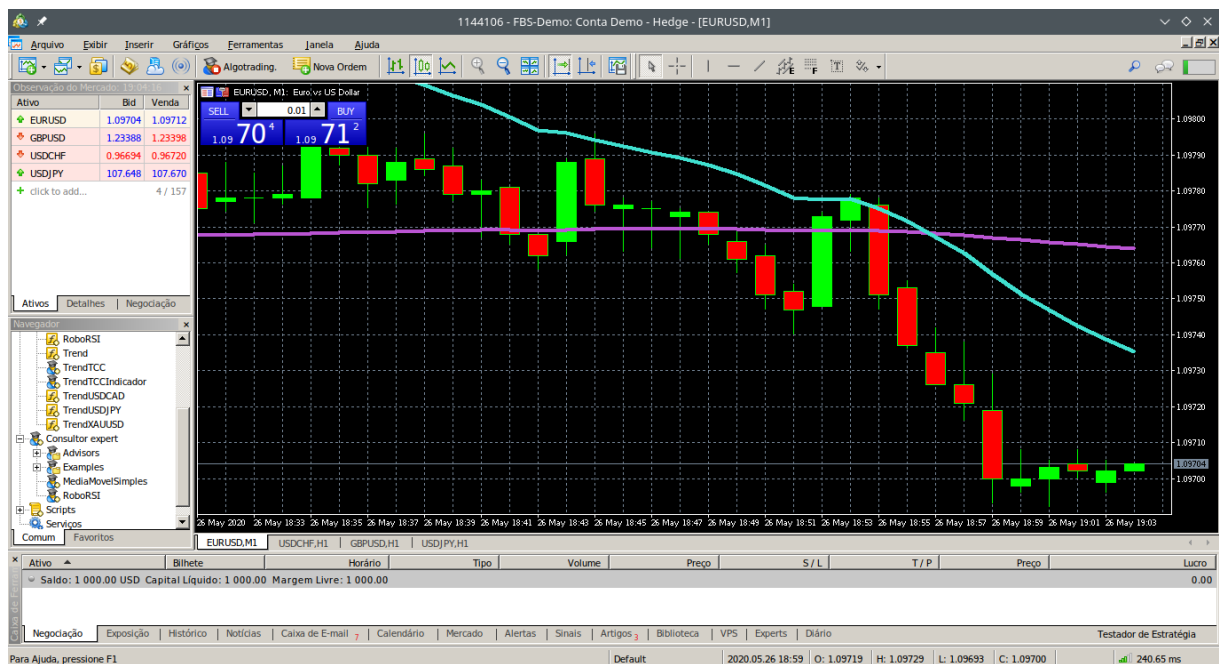 1144106 - FBS-Demo: Conta Demo - Hedge - [EURUSD,M1]
Arquivo Exibir Inserir Gráficos Ferramentas Janela Ajuda
Algotrading. Nova Ordem
Observação do Mercado: 19:04:16
Ativo Bid Venda
EURUSD 1.09704 1.09712
GBPUSD 1.23388 1.23398
USDCHF 0.96694 0.96720
USDJPY 107.648 107.670
click to add... 4 / 157
Ativos Detalhes Negociação
Navegador
RoboRSI
Trend
TrendTCC
TrendTCCIndicador
TrendUSDCAD
TrendUSDJPY
TrendXAUUSD
Consultor expert
Advisors
Examples
MediaMovelSimples
RoboRSI
Scripts
Serviços
Comum Favoritos
EURUSD, M1: Euro vs US Dollar
SELL 0.01 BUY
1.09 70 4 1.09 71 2
1.09800
1.09790
1.09780
1.09770
1.09760
1.09750
1.09740
1.09730
1.09720
1.09710
1.09704
1.09700
26 May 2020 26 May 18:33 26 May 18:35 26 May 18:37 26 May 18:39 26 May 18:41 26 May 18:43 26 May 18:45 26 May 18:47 26 May 18:49 26 May 18:51 26 May 18:53 26 May 18:55 26 May 18:57 26 May 18:59 26 May 19:01 26 May 19:03
EURUSD,M1 USDCHF,H1 GBPUSD,H1 USDJPY,H1
Ativo Bilhete Horário Tipo Volume Preço S / L T / P Preço Lucro
Saldo: 1 000.00 USD Capital Líquido: 1 000.00 Margem Livre: 1 000.00 0.00
Negociação Exposição Histórico Notícias Caixa de E-mail 7 Calendário Mercado Alertas Sinais Artigos 3 Biblioteca VPS Experts Diário Testador de Estratégia
Para Ajuda, pressione F1 Default 2020.05.26 18:59 O: 1.09719 H: 1.09729 L: 1.09693 C: 1.09700 240.65 ms